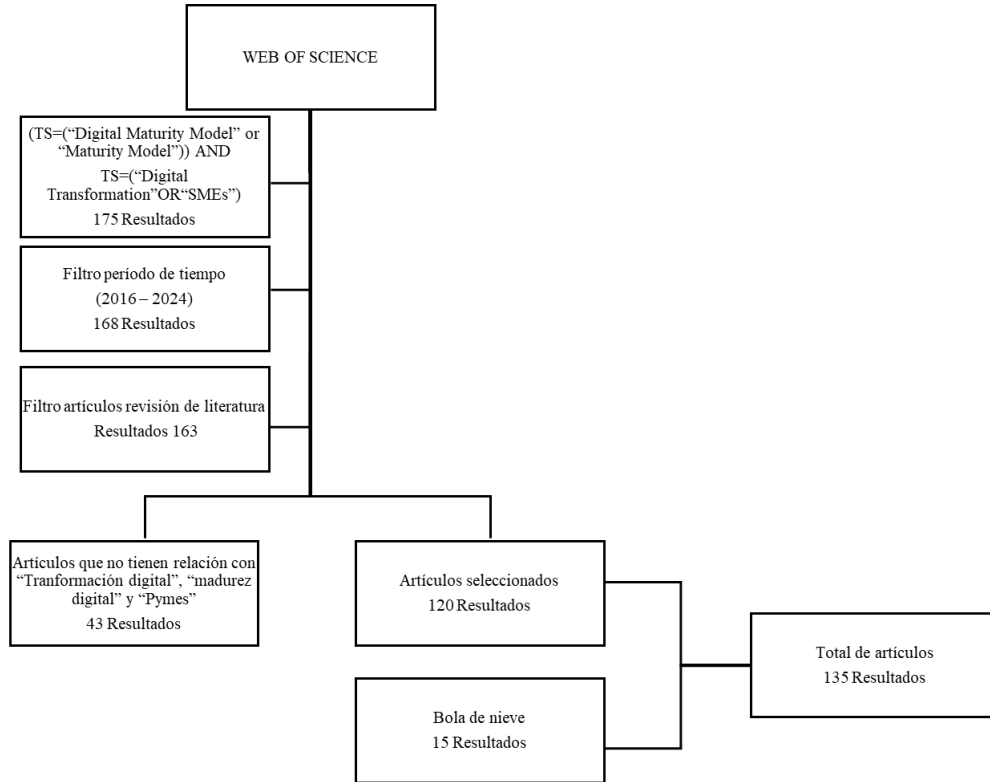 WEB OF SCIENCE
(TS=(“Digital Maturity Model” or
“Maturity Model”)) AND
TS=(“Digital
Transformation”OR“SMEs”)
175 Resultados
Filtro período de tiempo
(2016 – 2024)
168 Resultados
Filtro artículos revisión de literatura
Resultados 163
Artículos que no tienen relación con
“Tranformación digital”, “madurez
digital” y “Pymes”
43 Resultados
Artículos seleccionados
120 Resultados
Bola de nieve
15 Resultados
Total de artículos
135 Resultados